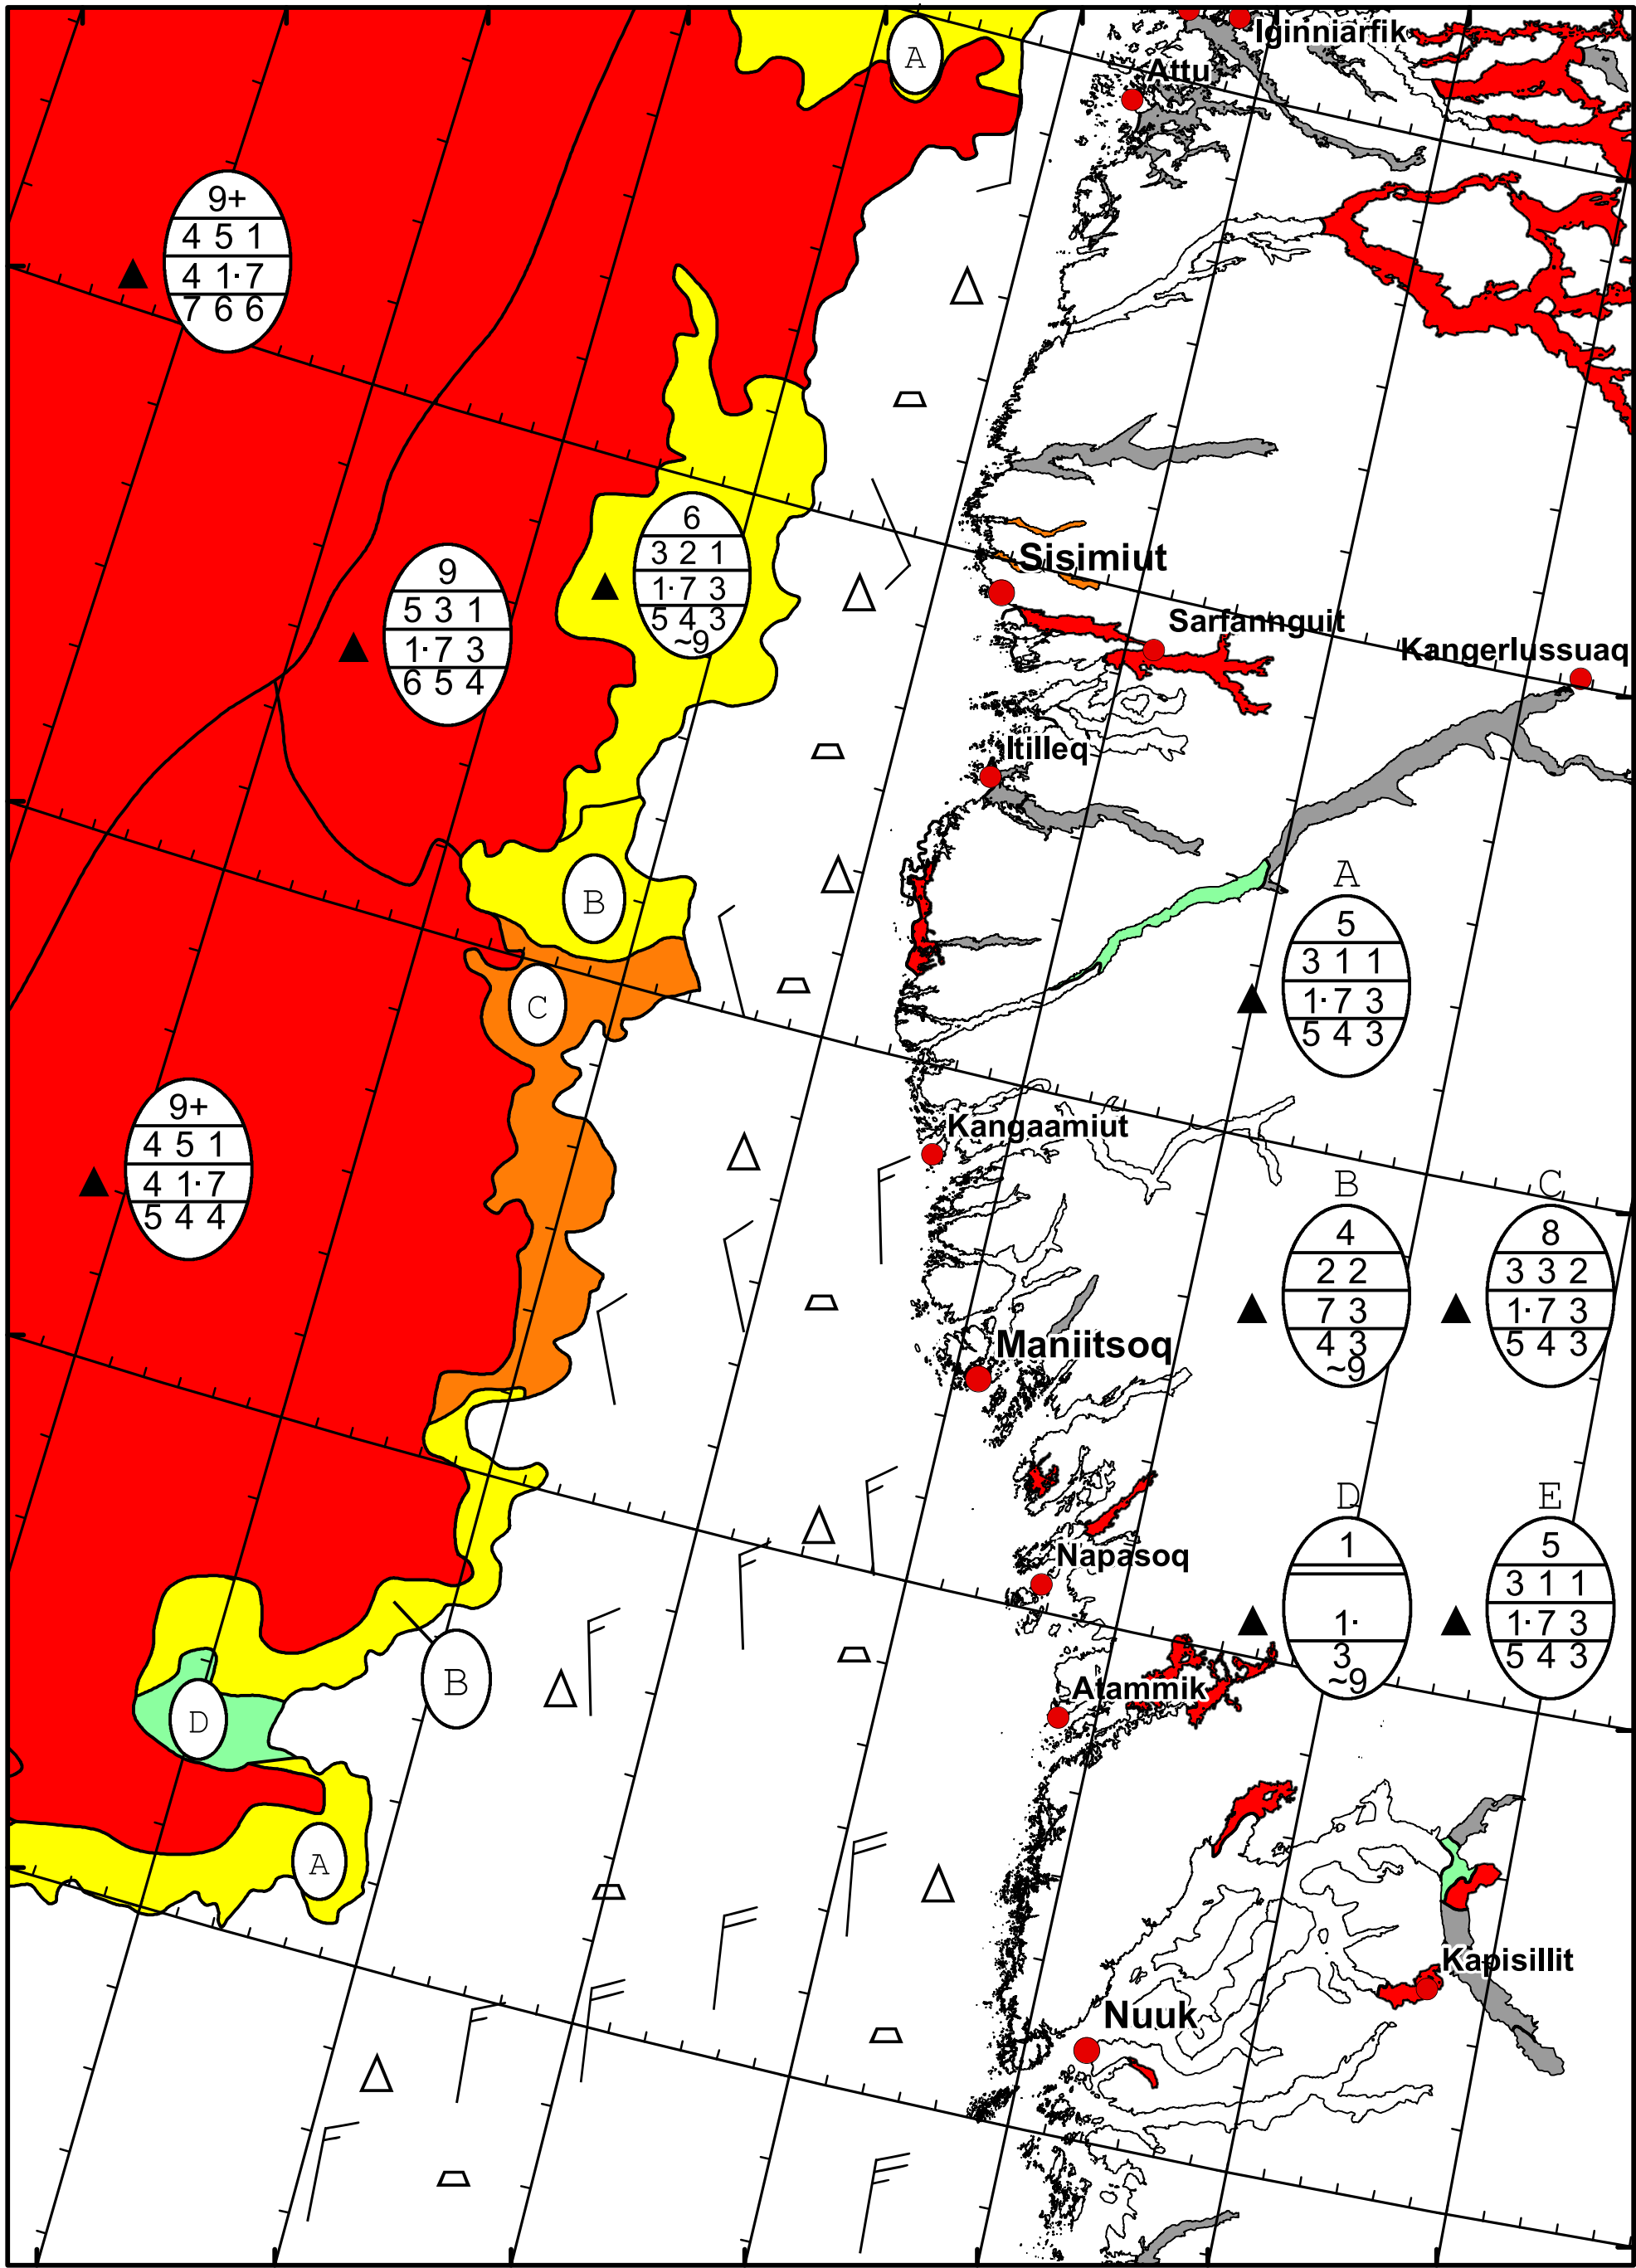 Iginniarfik
A
Attu
9+
4 5 1
4 1· 7
7 6 6
6
3 2 1
1· 7 3
5 4 3
~9
9
5 3 1
1· 7 3
6 5 4
Sisimiut
Sarfannguit
Kangerlussuaq
Itilleq
B
A
5
3 1 1
1· 7 3
5 4 3
C
9+
4 5 1
4 1· 7
5 4 4
Kangaamiut
B
4
2 2
7 3
4 3
~9
C
8
3 3 2
1· 7 3
5 4 3
Maniitsoq
D
1
1·
3
~9
E
5
3 1 1
1· 7 3
5 4 3
Napasoq
B
Atammik
D
A
Kapisillit
Nuuk